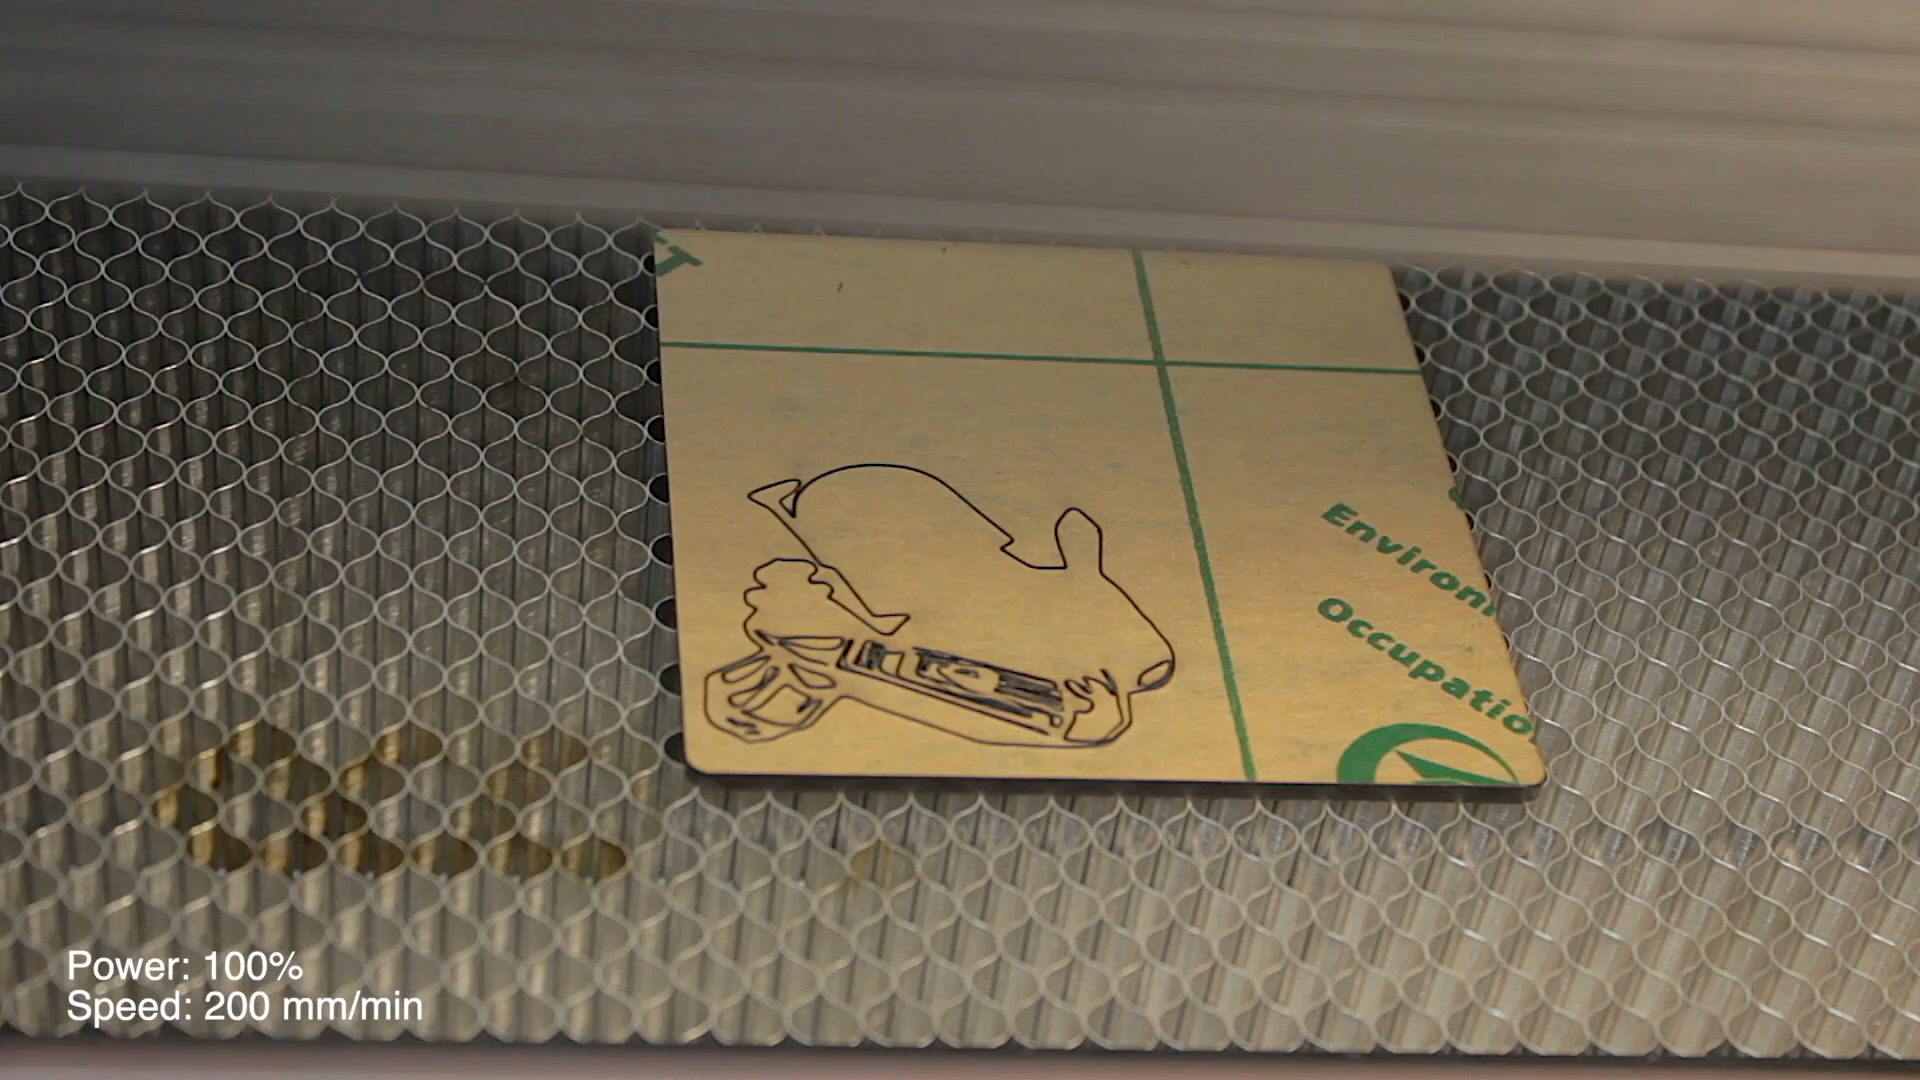 T
Environ
Occupatio
Power: 100%
Speed: 200 mm/min